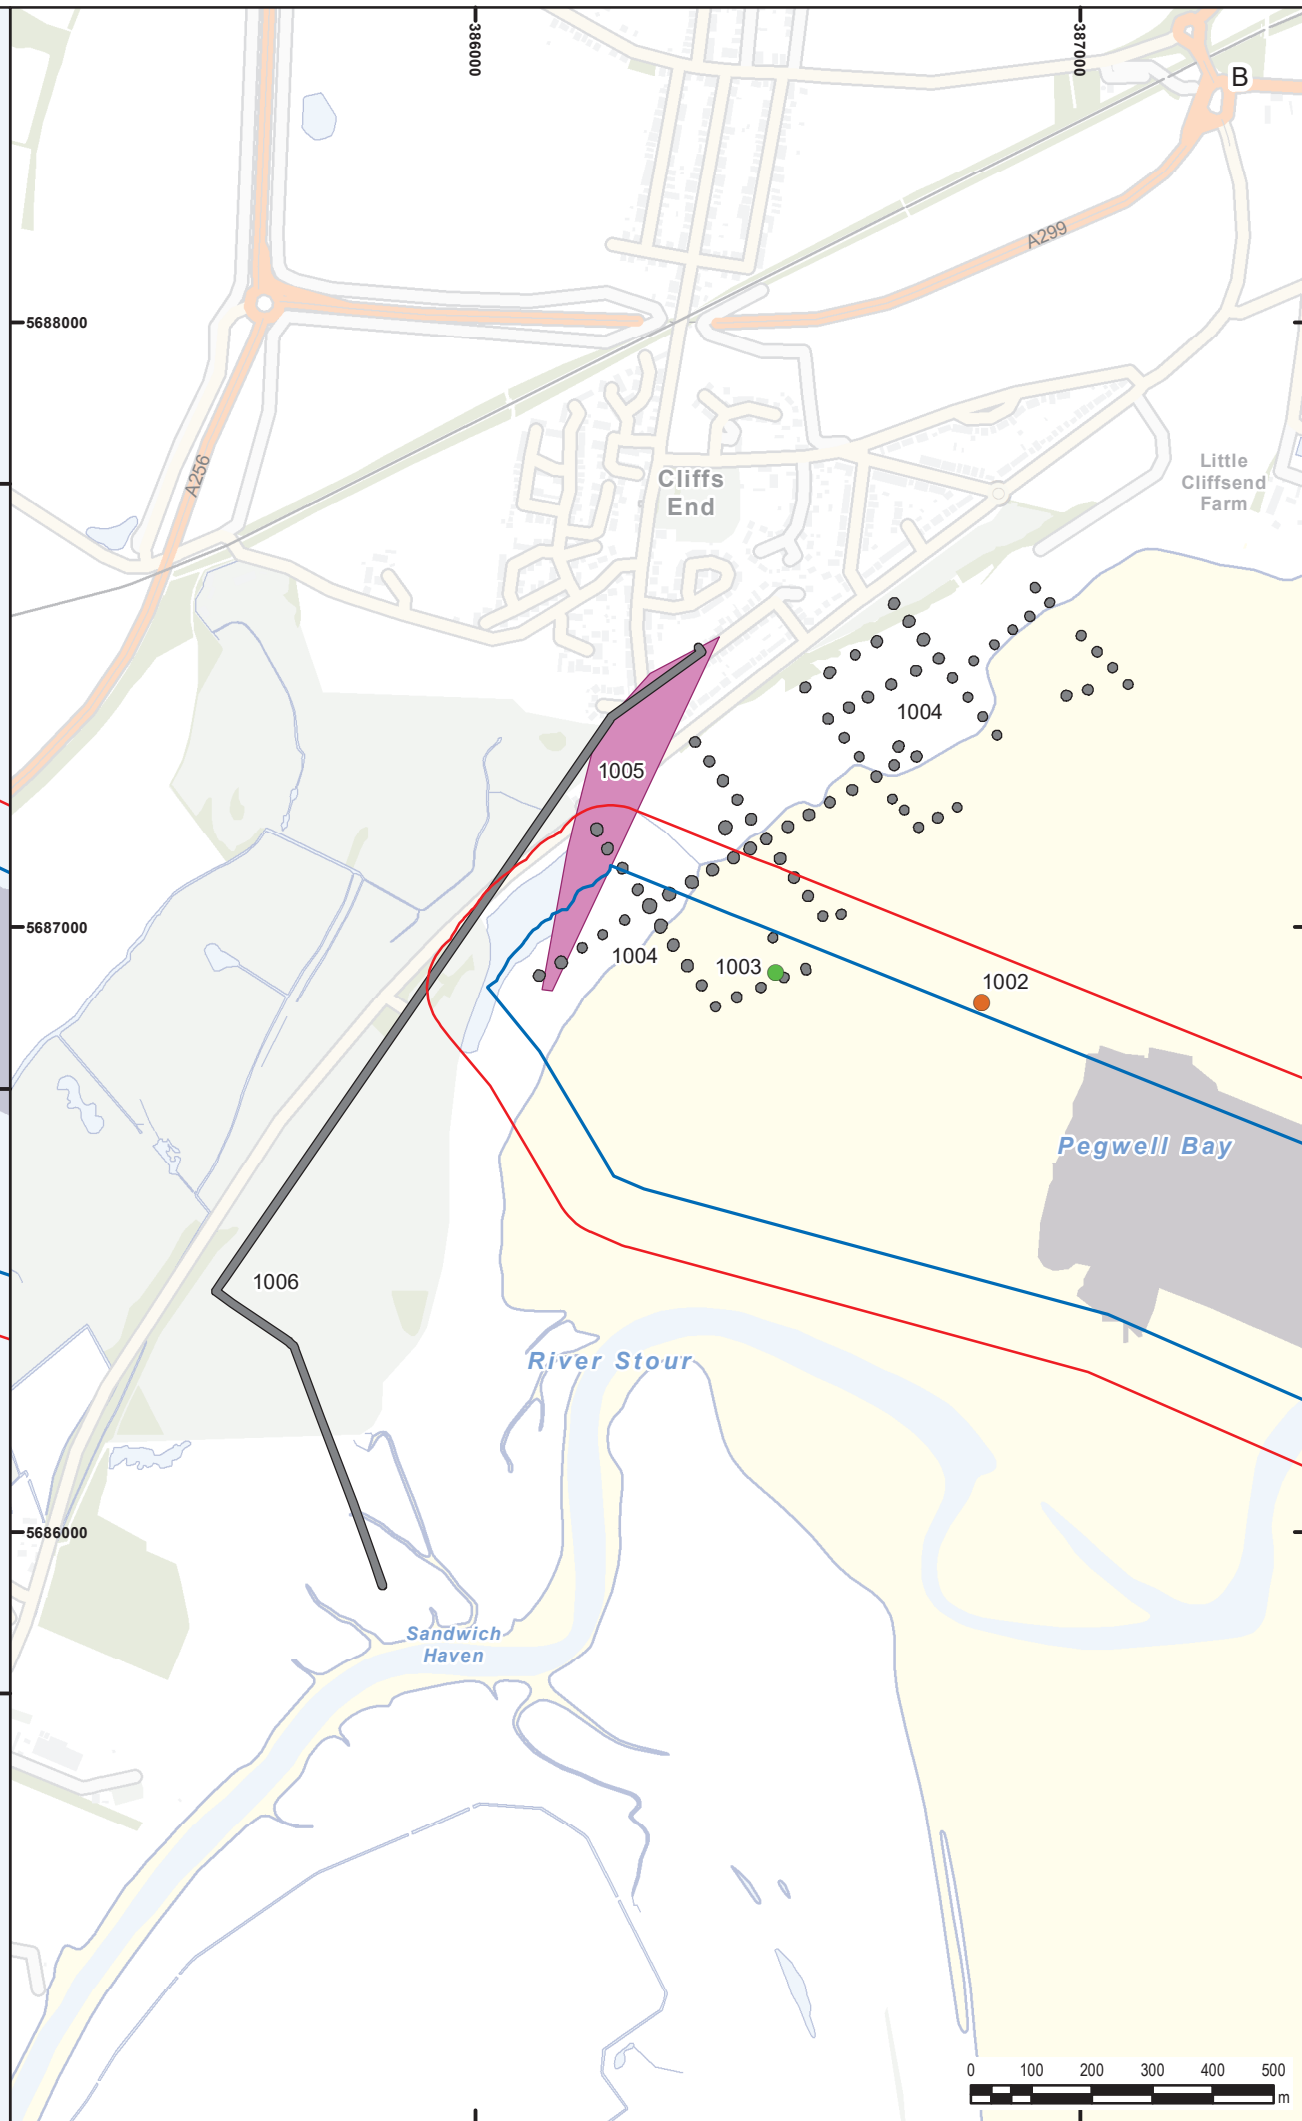 386000
387000
B
A299
5688000
A256
Cliffs
End
Little
Cliffsend
Farm
1004
1005
5687000
1004
1003
1002
Pegwell Bay
1006
River Stour
5686000
Sandwich
Haven
0 100 200 300 400 500
m